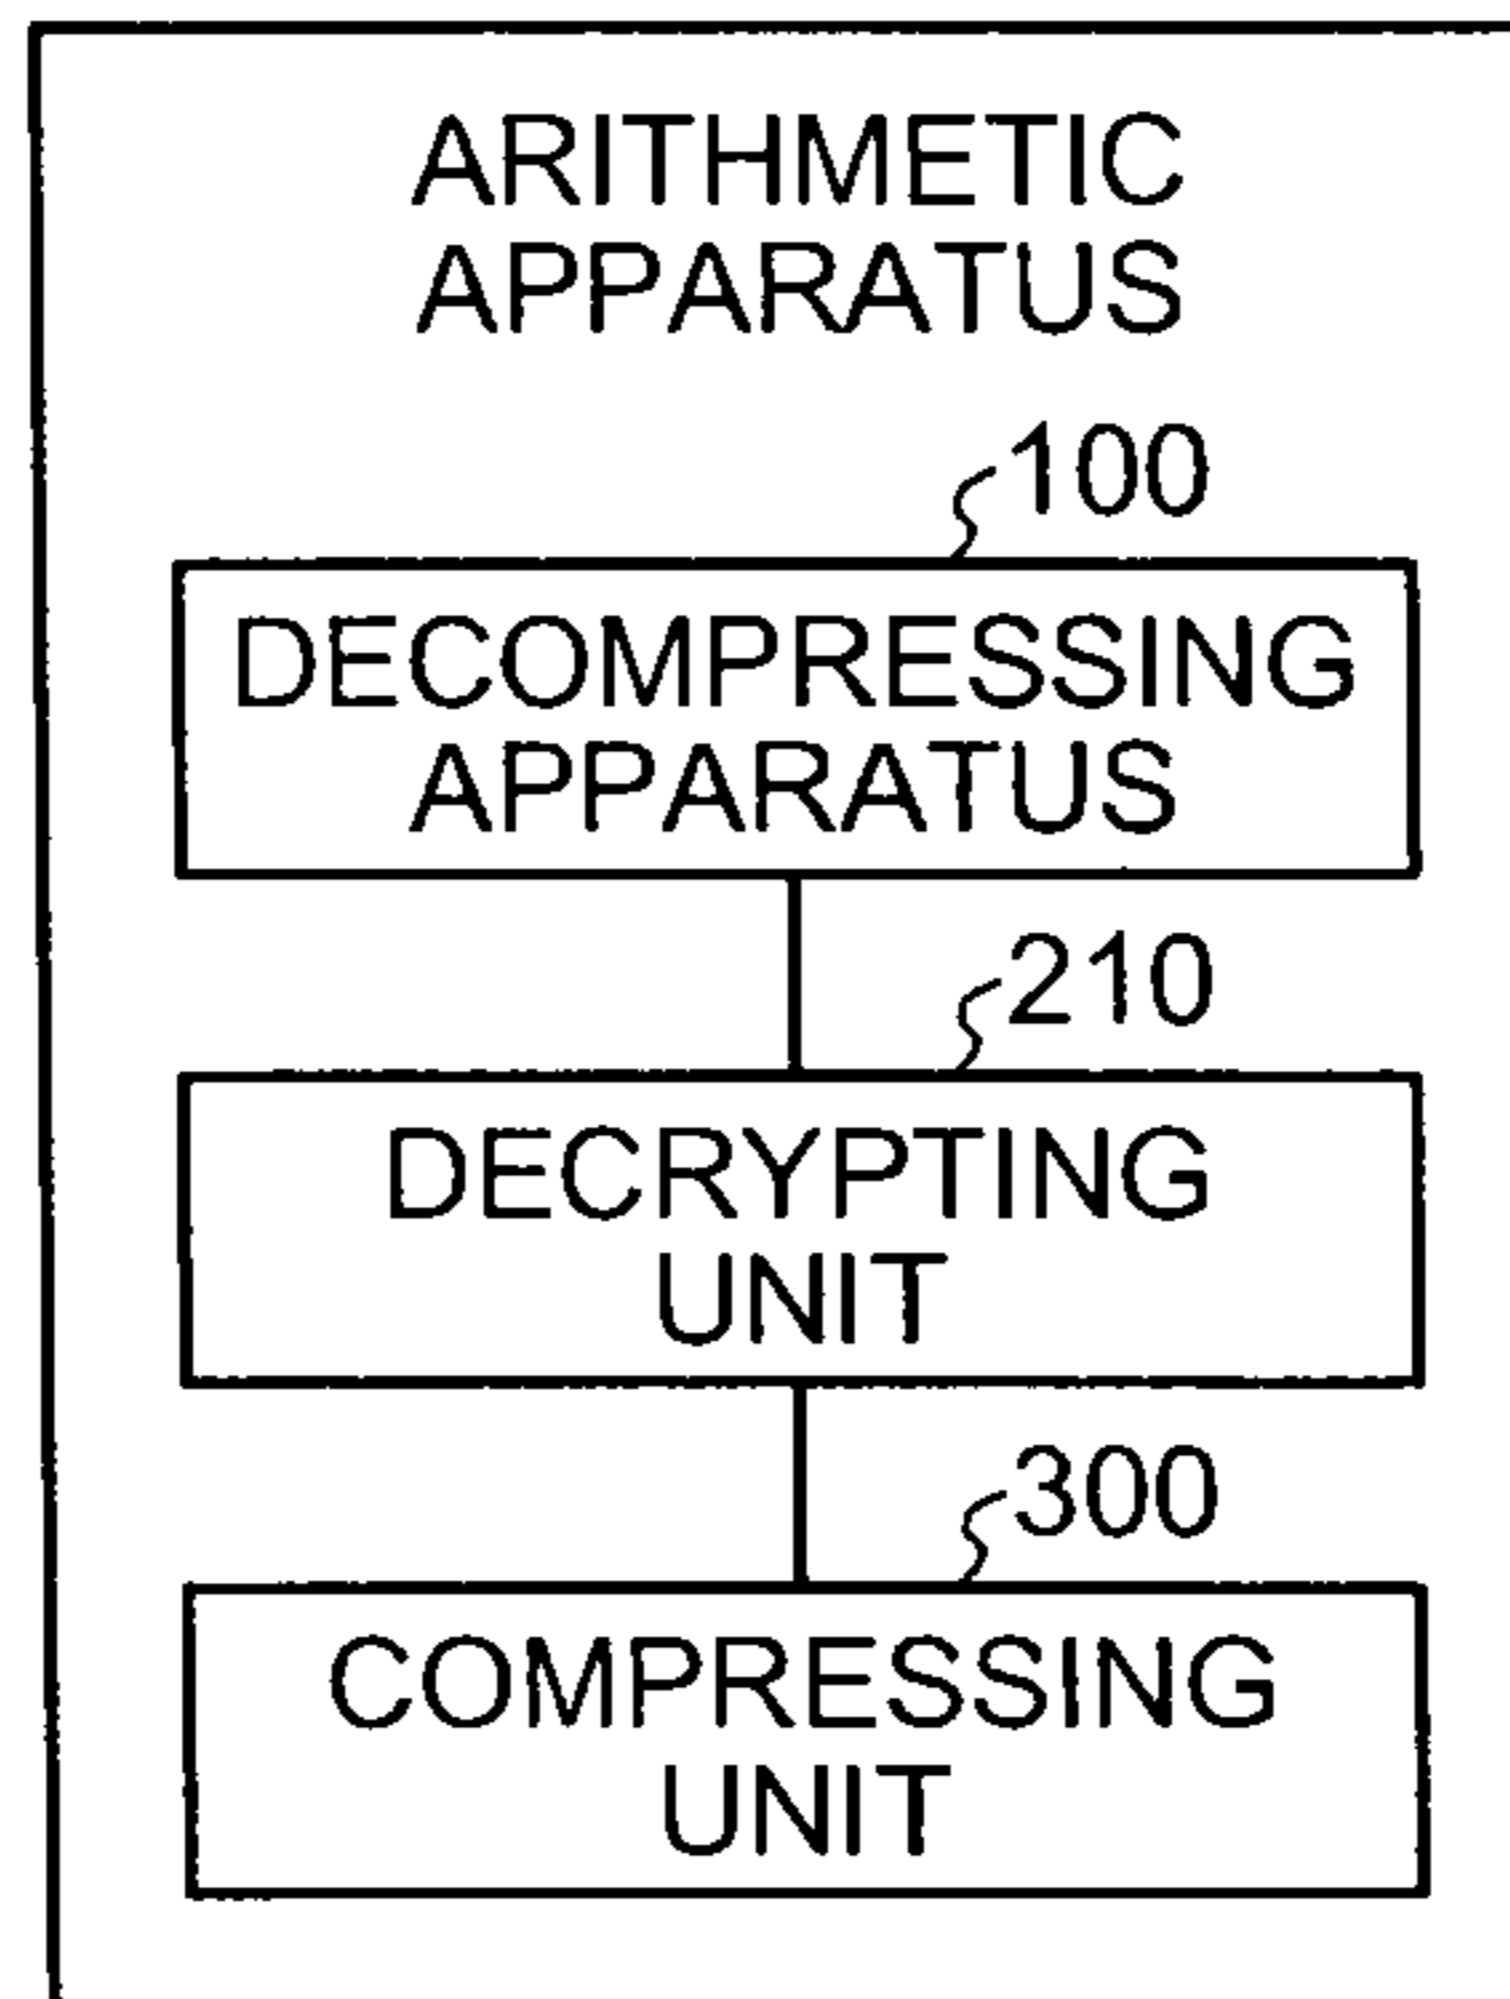 ARITHMETIC
APPARATUS
100
DECOMPRESSING
APPARATUS
210
DECRYPTING
UNIT
300
COMPRESSING
UNIT